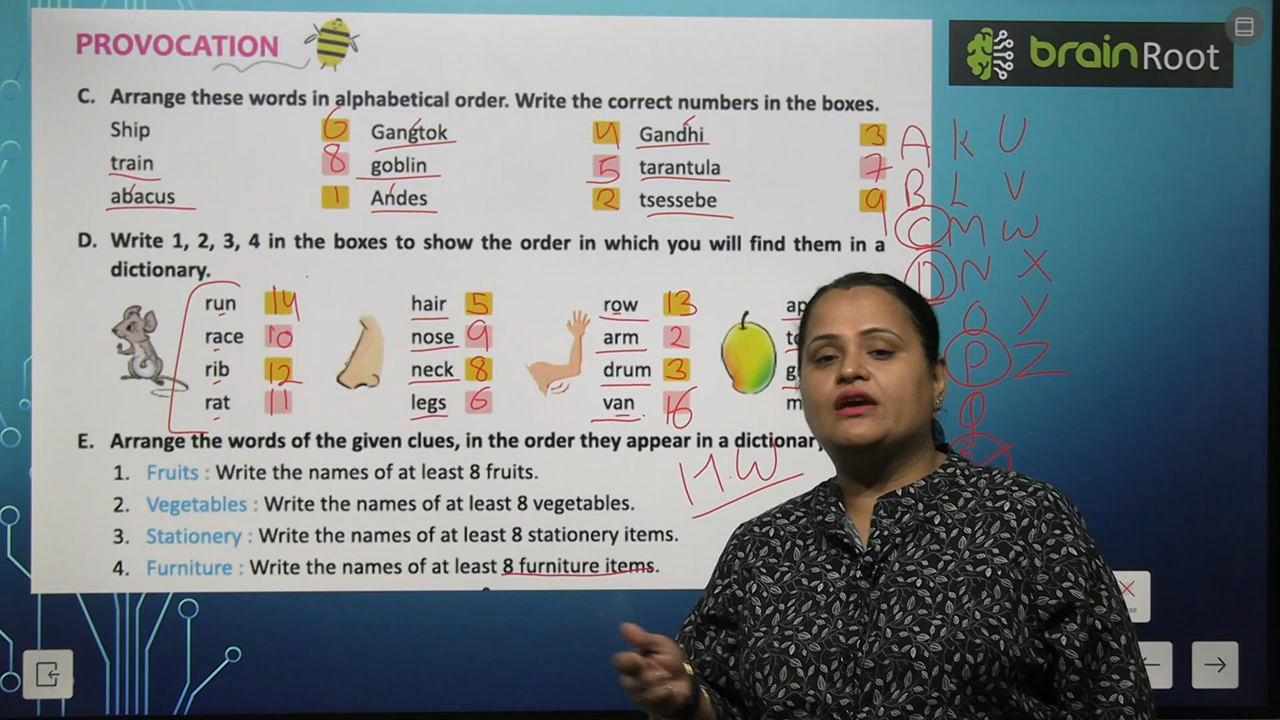 PROVOCATION
brainRoot
C. Arrange these words in alphabetical order. Write the correct numbers in the boxes.
Ship 6 Gangtok 4 Gandhi 3
train 8 goblin 5 tarantula 7
abacus 1 Andes 2 tsessebe 9
A K U
B L V
C M W
D N X
O Y
P Z
Q
D. Write 1, 2, 3, 4 in the boxes to show the order in which you will find them in a
dictionary.
run 14 hair 5 row 13 ap
race 10 nose 9 arm 2
rib 12 neck 8 drum 3 g
rat 11 legs 6 van 16 m
E. Arrange the words of the given clues, in the order they appear in a dictionary
1. Fruits : Write the names of at least 8 fruits.
2. Vegetables : Write the names of at least 8 vegetables.
3. Stationery : Write the names of at least 8 stationery items.
4. Furniture : Write the names of at least 8 furniture items.
H.W